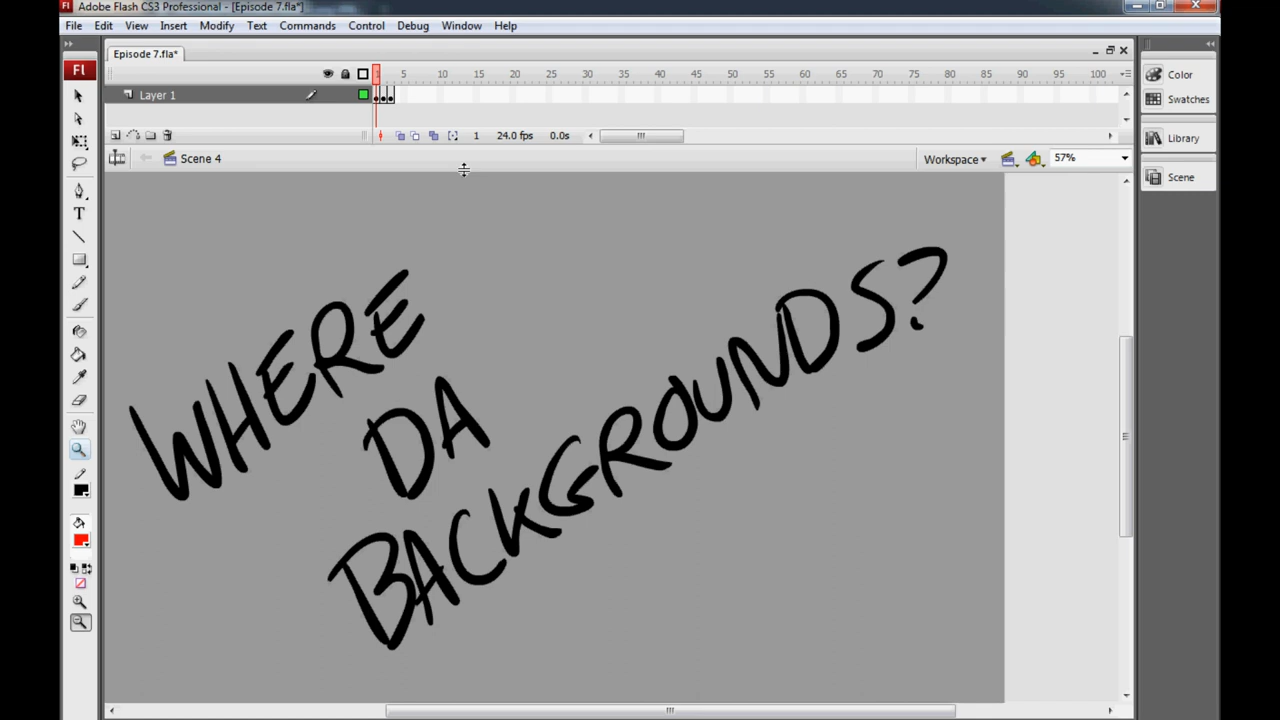 Fl Adobe Flash CS3 Professional - [Episode 7.fla*]
File Edit View Insert Modify Text Commands Control Debug Window Help
Episode 7.fla*
Fl
1 5 10 15 20 25 30 35 40 45 50 55 60 65 70 75 80 85 90 95 100
Layer 1
1 24.0 fps 0.0s
Scene 4 Workspace 57%
Color
Swatches
Library
Scene
T
WHERE
DA
BACKGROUNDS?